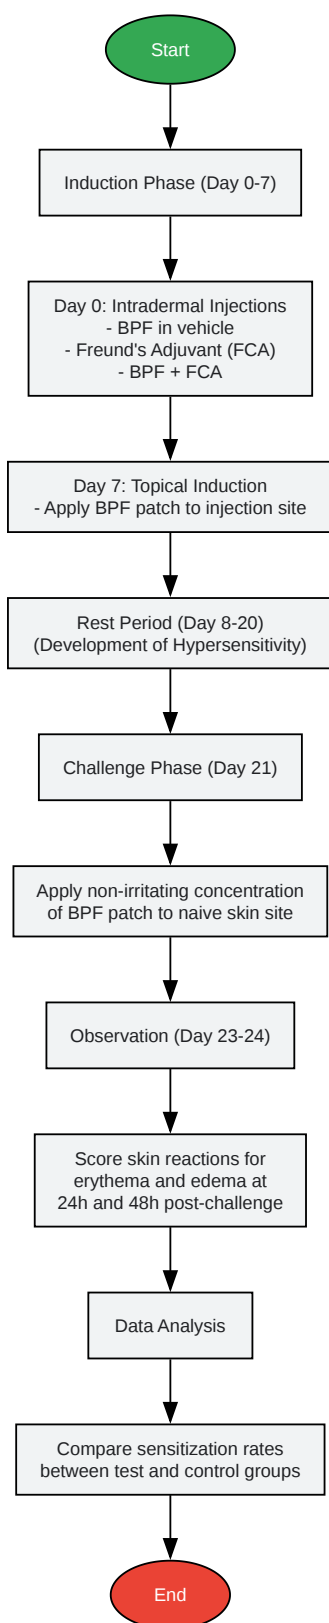 Start
Induction Phase (Day 0-7)
Day 0: Intradermal Injections
- BPF in vehicle
- Freund's Adjuvant (FCA)
- BPF + FCA
Day 7: Topical Induction
- Apply BPF patch to injection site
Rest Period (Day 8-20)
(Development of Hypersensitivity)
Challenge Phase (Day 21)
Apply non-irritating concentration
of BPF patch to naive skin site
Observation (Day 23-24)
Score skin reactions for
erythema and edema at
24h and 48h post-challenge
Data Analysis
Compare sensitization rates
between test and control groups
End